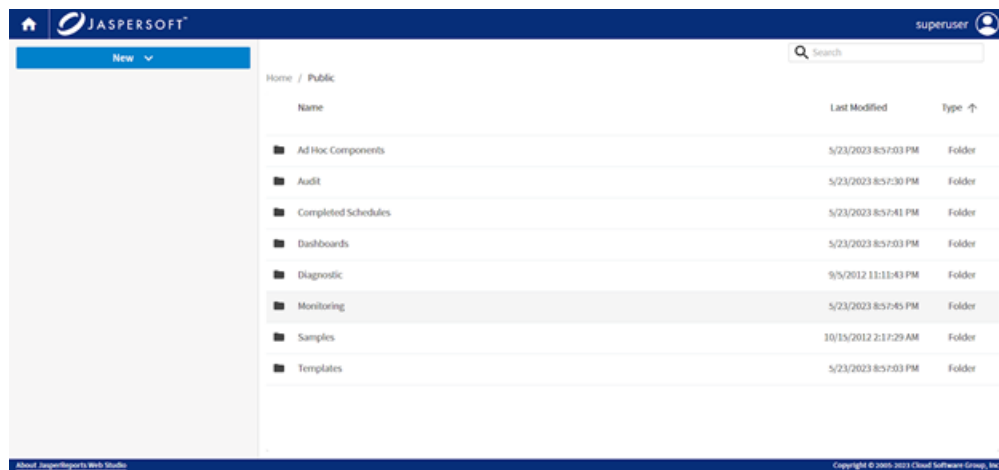 JASPERSOFT™
superuser
New
Search
Home / Public
Name Last Modified Type
Ad Hoc Components 5/23/2023 8:57:03 PM Folder
Audit 5/23/2023 8:57:30 PM Folder
Completed Schedules 5/23/2023 8:57:41 PM Folder
Dashboards 5/23/2023 8:57:03 PM Folder
Diagnostic 9/5/2012 11:11:43 PM Folder
Monitoring 5/23/2023 8:57:45 PM Folder
Samples 10/15/2012 2:17:29 AM Folder
Templates 5/23/2023 8:57:03 PM Folder
About JasperReports Web Studio Copyright © 2005-2023 Cloud Software Group, Inc